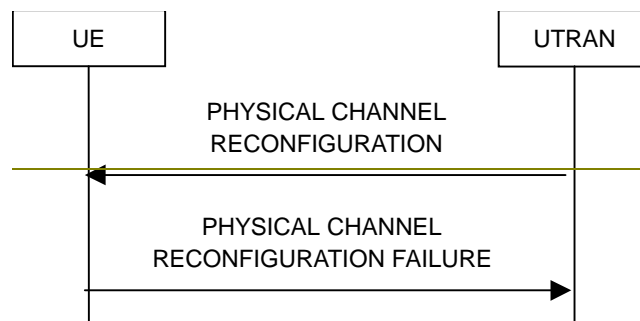 UE
UTRAN
PHYSICAL CHANNEL
RECONFIGURATION
PHYSICAL CHANNEL
RECONFIGURATION FAILURE